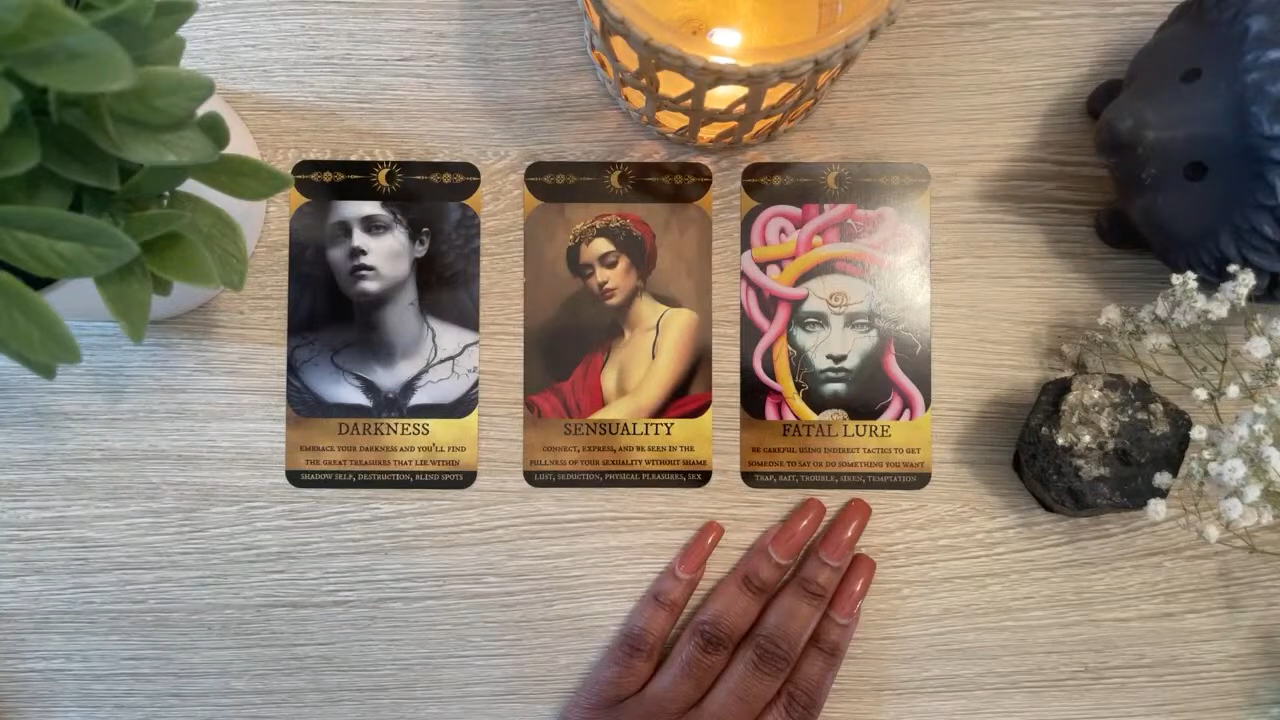 DARKNESS
EMBRACE YOUR DARKNESS AND YOU'LL FIND
THE GREAT TREASURES THAT LIE WITHIN
SHADOW SELF, DESTRUCTION, BLIND SPOTS
SENSUALITY
CONNECT, EXPRESS, AND BE SEEN IN THE
FULLNESS OF YOUR SEXUALITY WITHOUT SHAME
LUST, SEDUCTION, PHYSICAL PLEASURES, SEX
FATAL LURE
BE CAREFUL USING INDIRECT TACTICS TO GET
SOMEONE TO SAY OR DO SOMETHING YOU WANT
TRAP, BAIT, TROUBLE, SIREN, TEMPTATION